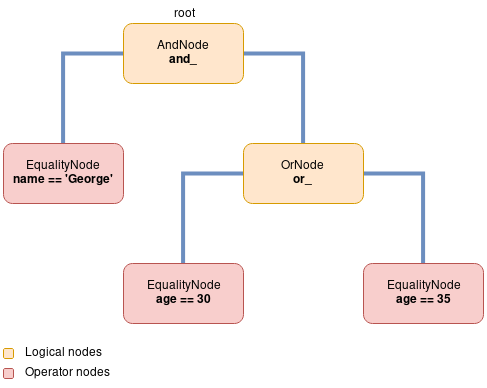 root
AndNode
and_
EqualityNode
name == 'George'
OrNode
or_
EqualityNode
age == 30
EqualityNode
age == 35
Logical nodes
Operator nodes